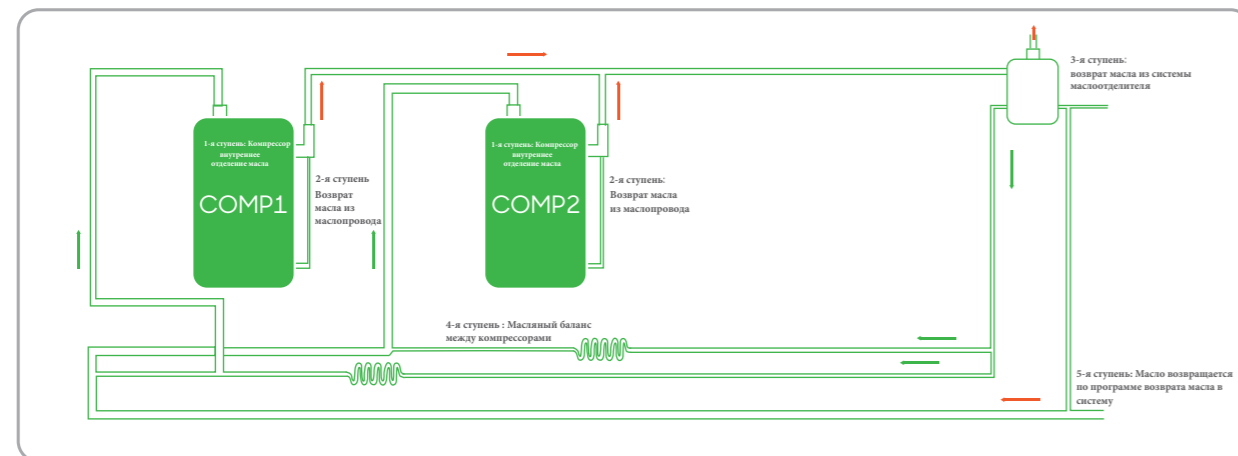 3-я ступень:
возврат масла из системы
маслоотделителя
1-я ступень: Компрессор
внутреннее
отделение масла
COMP1
2-я ступень
Возврат
масла из
маслопровода
1-я ступень: Компрессор
внутреннее
отделение масла
COMP2
2-я ступень:
Возврат масла
из маслопровода
4-я ступень : Масляный баланс
между компрессорами
5-я ступень: Масло возвращается
по программе возврата масла в
систему